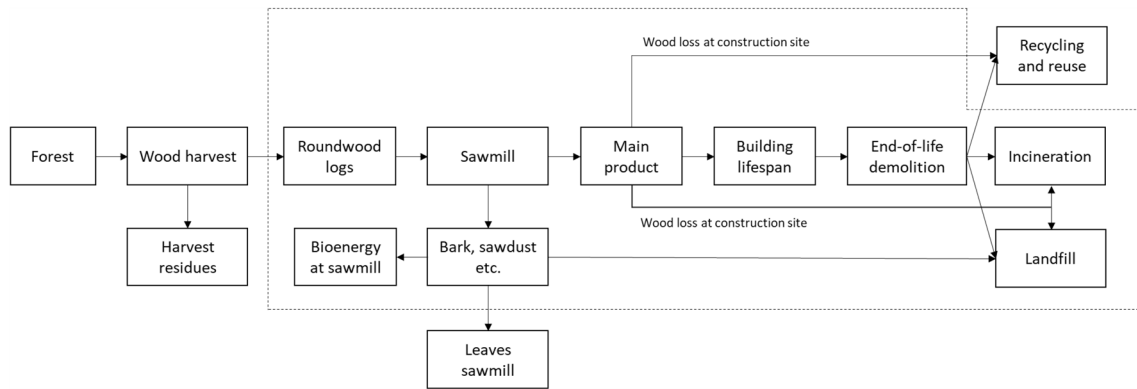 Wood loss at construction site
Recycling
and reuse
Forest
Wood harvest
Roundwood
logs
Sawmill
Main
product
Building
lifespan
End-of-life
demolition
Incineration
Wood loss at construction site
Harvest
residues
Bioenergy
at sawmill
Bark, sawdust
etc.
Landfill
Leaves
sawmill